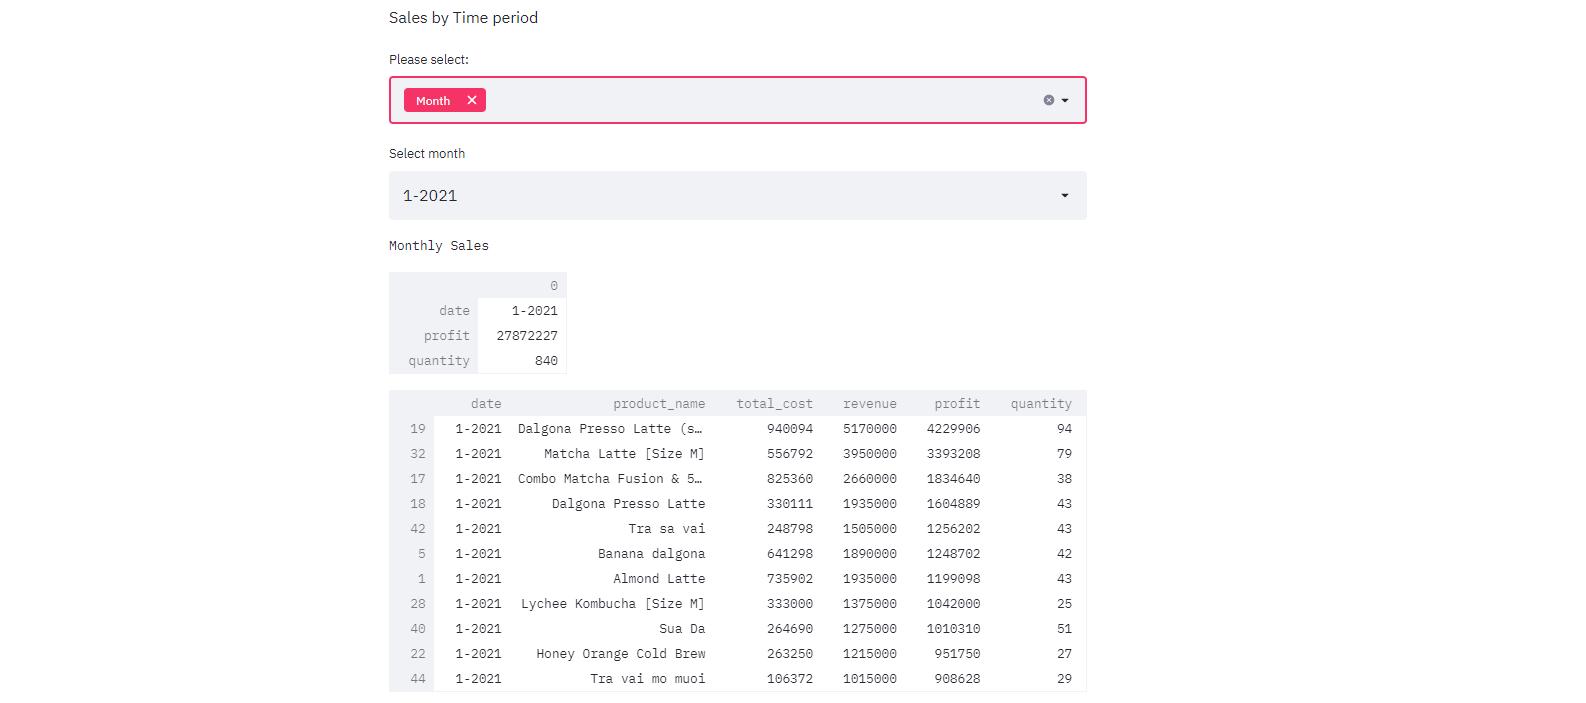 Sales by Time period
Please select:
Month
Select month
1-2021
Monthly Sales
0
date 1-2021
profit 27872227
quantity 840
date product_name total_cost revenue profit quantity
19 1-2021 Dalgona Presso Latte (s… 940094 5170000 4229906 94
32 1-2021 Matcha Latte [Size M] 556792 3950000 3393208 79
17 1-2021 Combo Matcha Fusion & 5… 825360 2660000 1834640 38
18 1-2021 Dalgona Presso Latte 330111 1935000 1604889 43
42 1-2021 Tra sa vai 248798 1505000 1256202 43
5 1-2021 Banana dalgona 641298 1890000 1248702 42
1 1-2021 Almond Latte 735902 1935000 1199098 43
28 1-2021 Lychee Kombucha [Size M] 333000 1375000 1042000 25
40 1-2021 Sua Da 264690 1275000 1010310 51
22 1-2021 Honey Orange Cold Brew 263250 1215000 951750 27
44 1-2021 Tra vai mo muoi 106372 1015000 908628 29